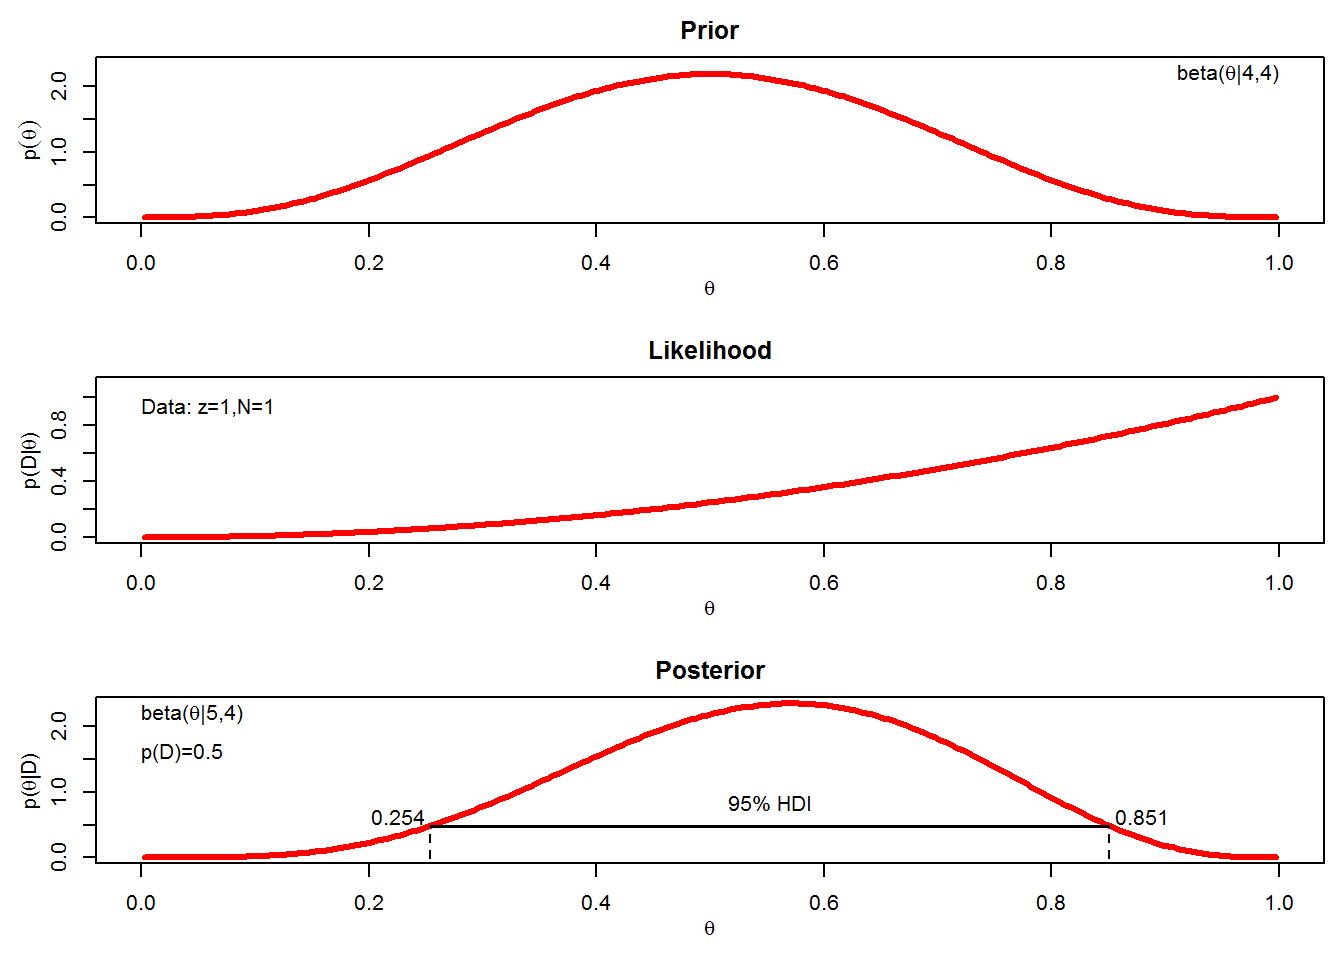 Prior
beta(θ|4,4)
p(θ)
0.0 1.0 2.0
0.0 0.2 0.4 0.6 0.8 1.0
θ
Likelihood
Data: z=1,N=1
p(D|θ)
0.0 0.4 0.8
0.0 0.2 0.4 0.6 0.8 1.0
θ
Posterior
beta(θ|5,4)
p(D)=0.5
95% HDI
0.254 0.851
p(θ|D)
0.0 1.0 2.0
0.0 0.2 0.4 0.6 0.8 1.0
θ